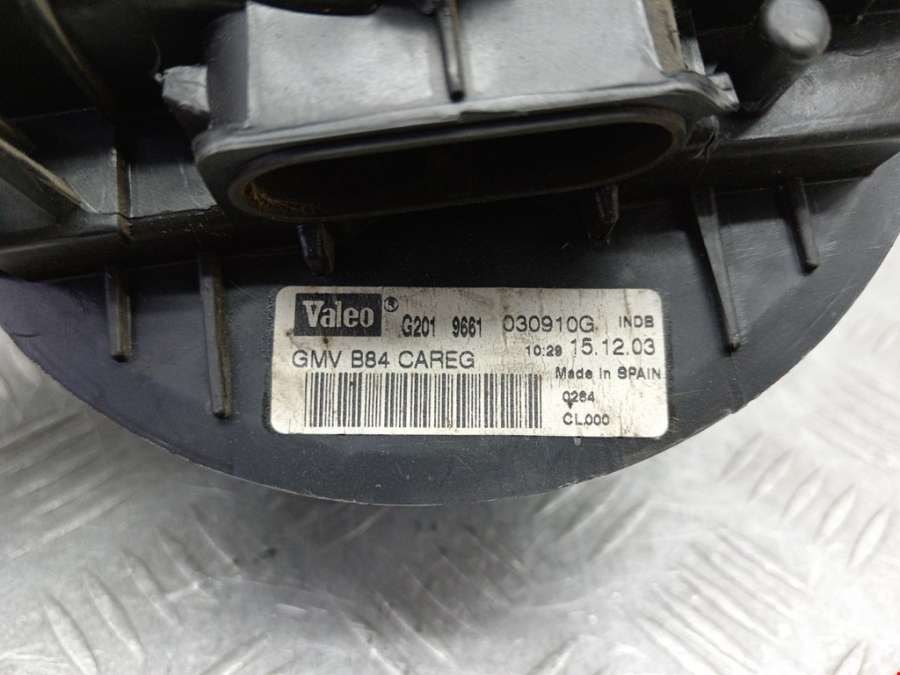 Valeo® G201 9661 030910G INDB
GMV B84 CAREG 10:29 15.12.03
Made in SPAIN
0264
CL000